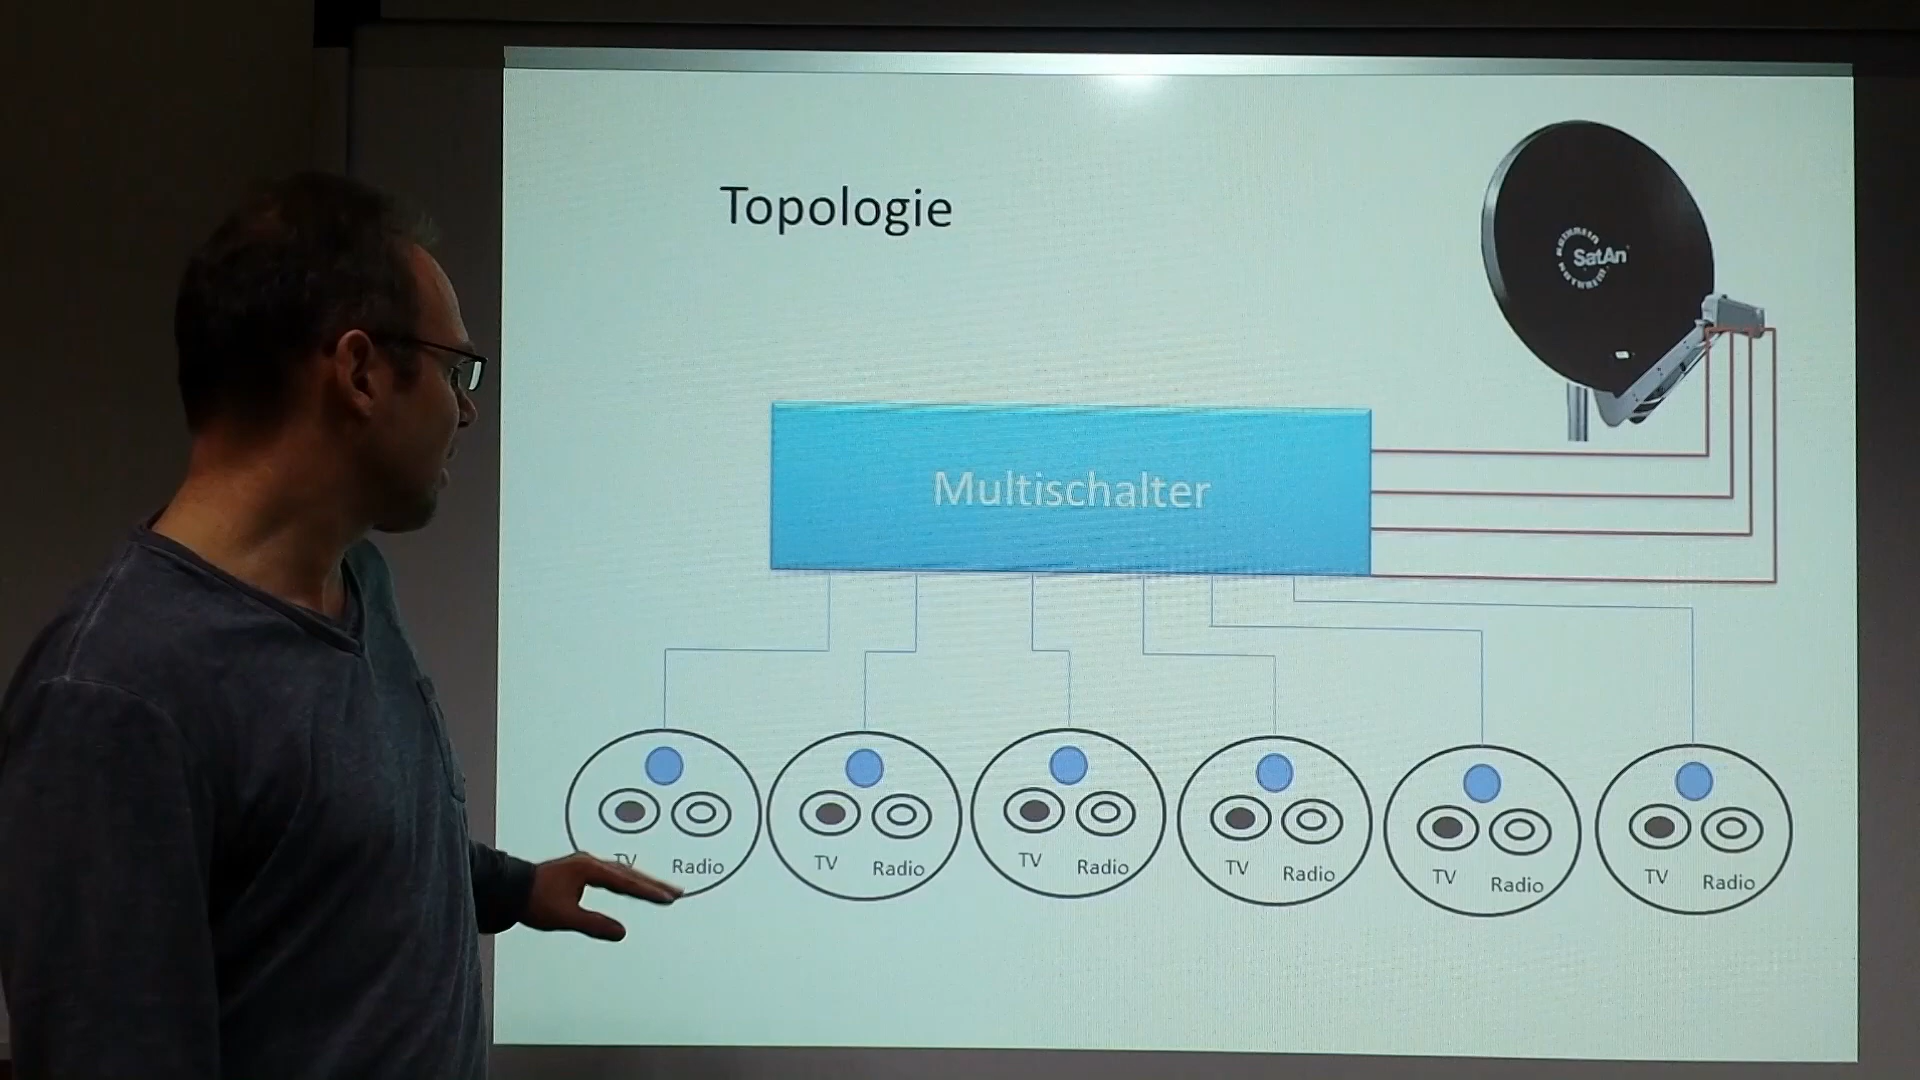 Topologie
SatAn
Multischalter
TV Radio
TV Radio
TV Radio
TV Radio
TV Radio
TV Radio